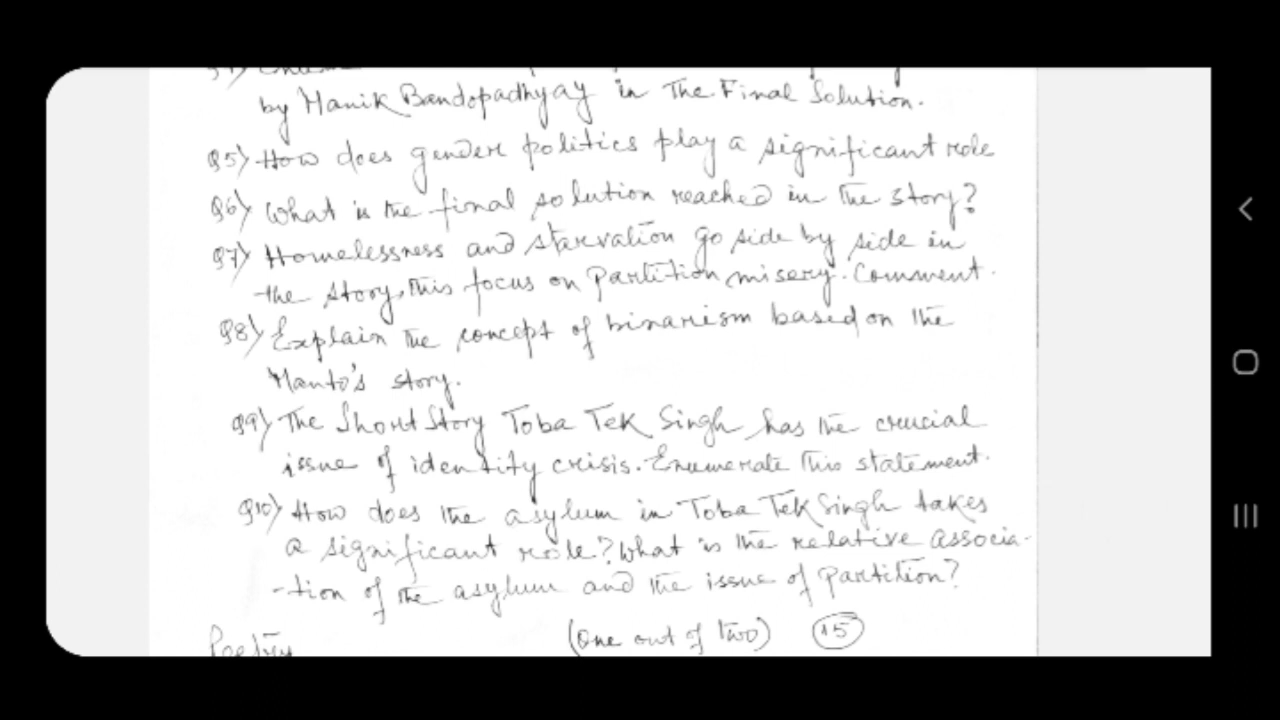 by Manik Bandopadhyay in The Final Solution.
Q5) How does gender politics play a significant role
Q6) What is the final solution reached in the story?
Q7) Homelessness and starvation go side by side in
the story, this focus on Partition misery. Comment.
Q8) Explain the concept of binarism based on the
Manto's story.
Q9) The Short Story Toba Tek Singh has the crucial
issue of identity crisis. Enumerate this statement.
Q10) How does the asylum in Toba Tek Singh takes
a significant role? What is the relative associa-
-tion of the asylum and the issue of partition?
Poetry (One out of two) 15